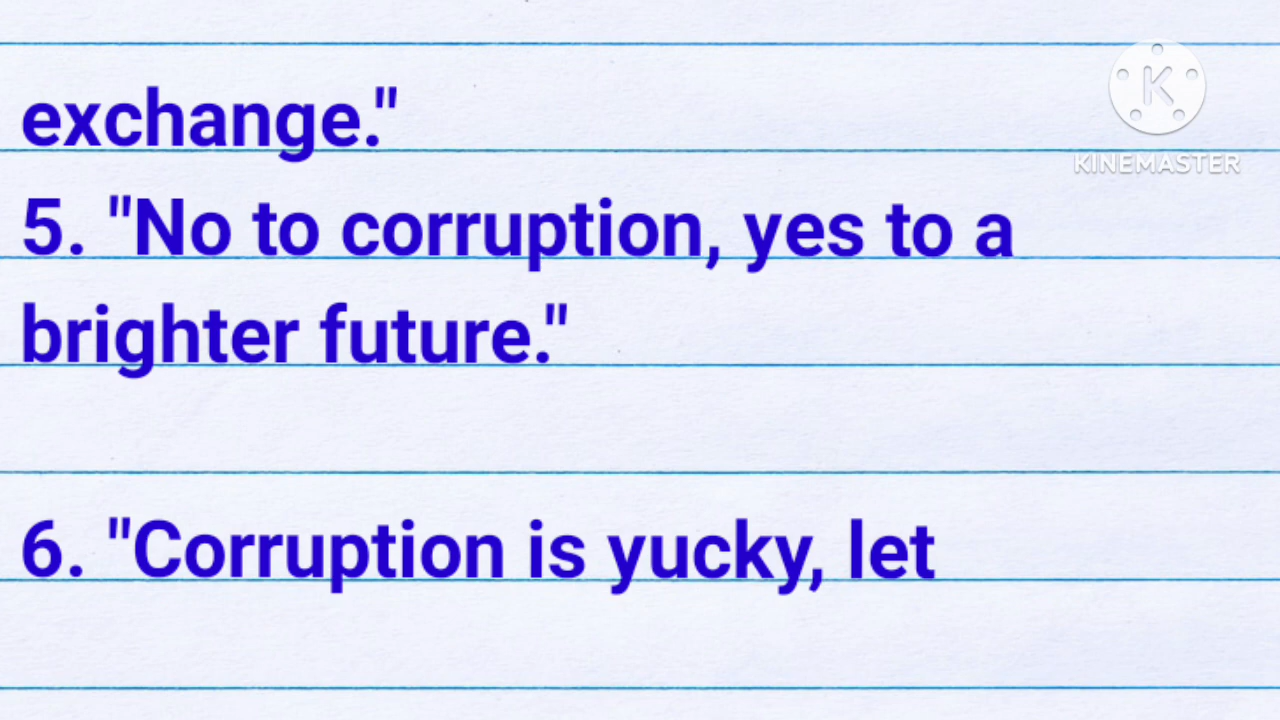 exchange."
KINEMASTER
5. "No to corruption, yes to a
brighter future."
6. "Corruption is yucky, let